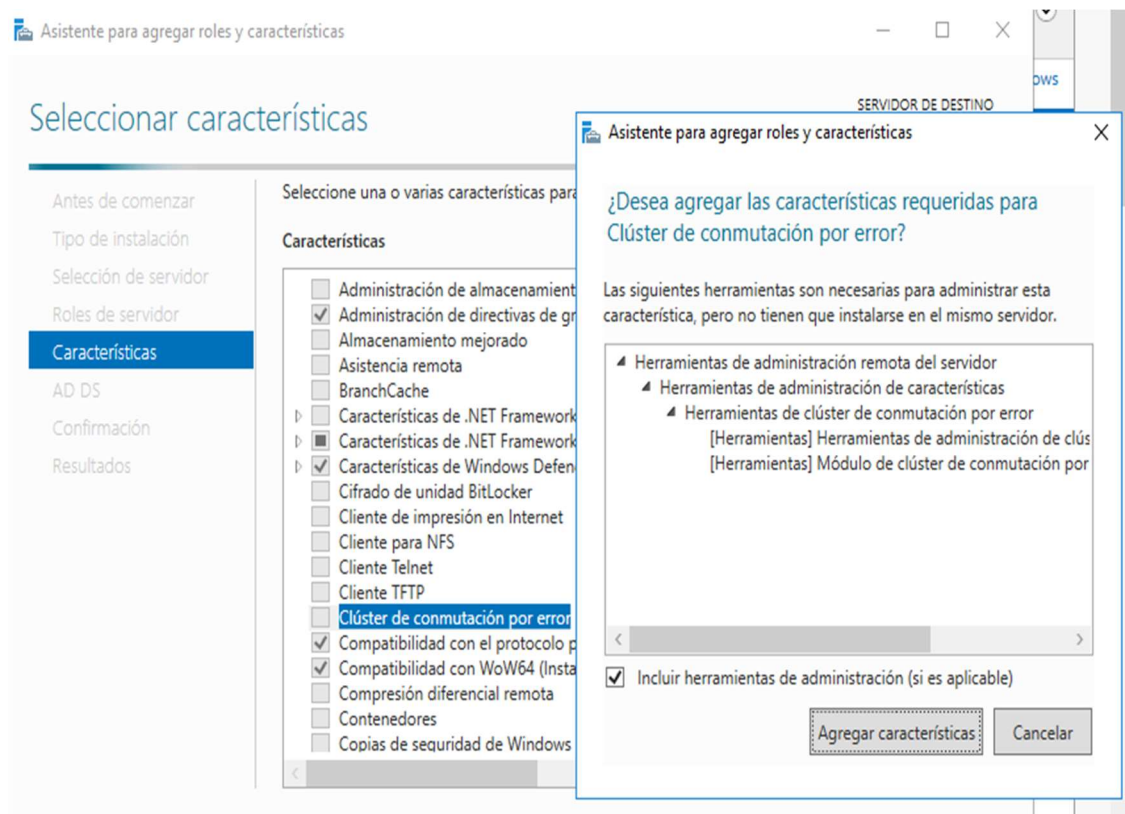 Asistente para agregar roles y características
ows
Seleccionar características
SERVIDOR DE DESTINO
Antes de comenzar
Tipo de instalación
Selección de servidor
Roles de servidor
Características
AD DS
Confirmación
Resultados
Seleccione una o varias características para
Características
Administración de almacenamient
Administración de directivas de gr
Almacenamiento mejorado
Asistencia remota
BranchCache
Características de .NET Framework
Características de .NET Framework
Características de Windows Defen
Cifrado de unidad BitLocker
Cliente de impresión en Internet
Cliente para NFS
Cliente Telnet
Cliente TFTP
Clúster de conmutación por error
Compatibilidad con el protocolo p
Compatibilidad con WoW64 (Insta
Compresión diferencial remota
Contenedores
Copias de seguridad de Windows
Asistente para agregar roles y características
¿Desea agregar las características requeridas para
Clúster de conmutación por error?
Las siguientes herramientas son necesarias para administrar esta
característica, pero no tienen que instalarse en el mismo servidor.
Herramientas de administración remota del servidor
Herramientas de administración de características
Herramientas de clúster de conmutación por error
[Herramientas] Herramientas de administración de clús
[Herramientas] Módulo de clúster de conmutación por
Incluir herramientas de administración (si es aplicable)
Agregar características
Cancelar